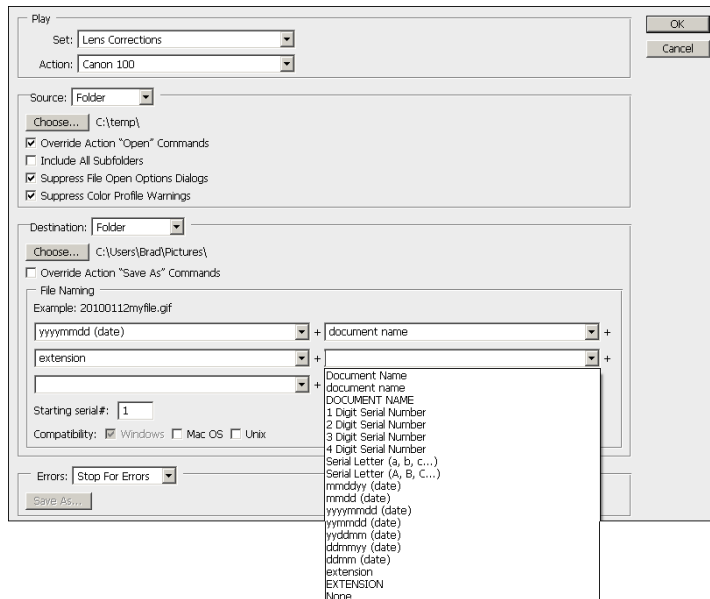 Play
OK
Set: Lens Corrections
Cancel
Action: Canon 100
Source: Folder
Choose... C:\temp\
Override Action “Open” Commands
Include All Subfolders
Suppress File Open Options Dialogs
Suppress Color Profile Warnings
Destination: Folder
Choose... C:\Users\Brad\Pictures\
Override Action “Save As” Commands
File Naming
Example: 20100112myfile.gif
yyyymmdd (date) + document name +
extension + +
+
Starting serial#: 1
Compatibility: Windows Mac OS Unix
Errors: Stop For Errors
Save As...
Document Name
document name
DOCUMENT NAME
1 Digit Serial Number
2 Digit Serial Number
3 Digit Serial Number
4 Digit Serial Number
Serial Letter (a, b, c...)
Serial Letter (A, B, C...)
mmddyy (date)
mmdd (date)
yyyymmdd (date)
yymmdd (date)
yyddmm (date)
ddmmyy (date)
ddmm (date)
extension
EXTENSION
None